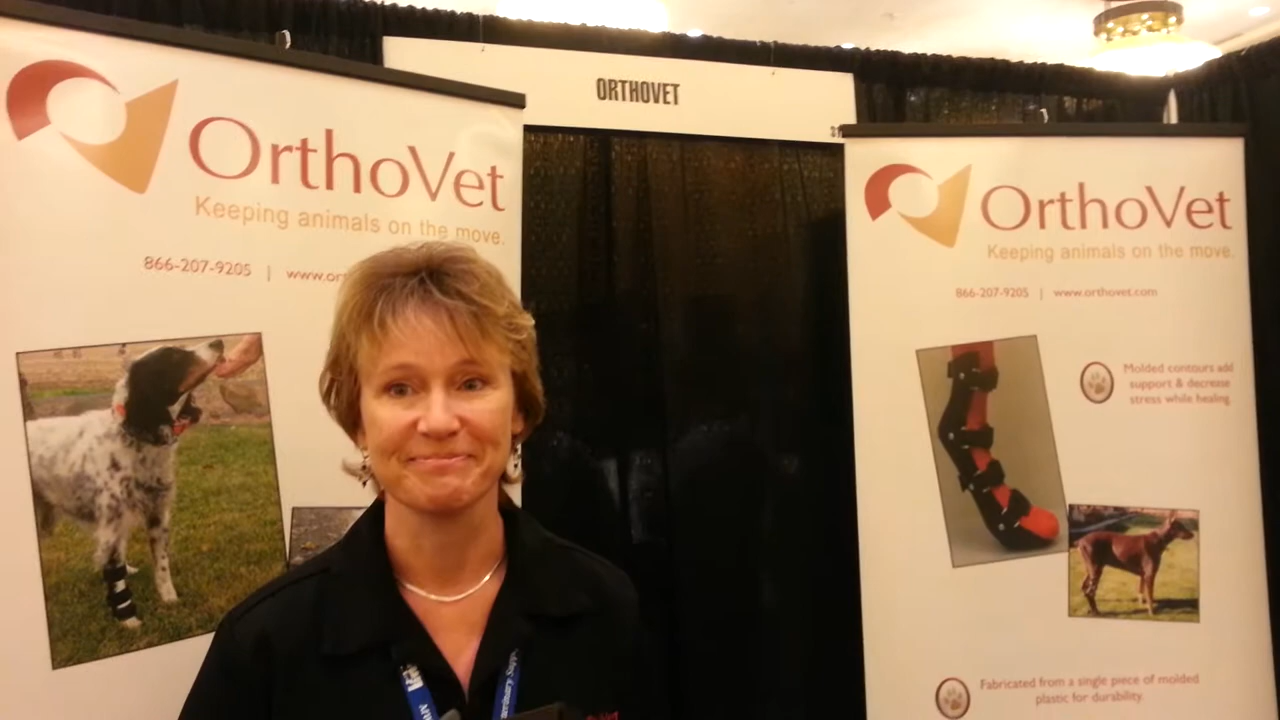 ORTHOVET
OrthoVet
Keeping animals on the move.
866-207-9205 | www.or
OrthoVet
Keeping animals on the move.
866-207-9205 | www.orthovet.com
Molded contours add
support & decrease
stress while healing
Fabricated from a single piece of molded
plastic for durability.